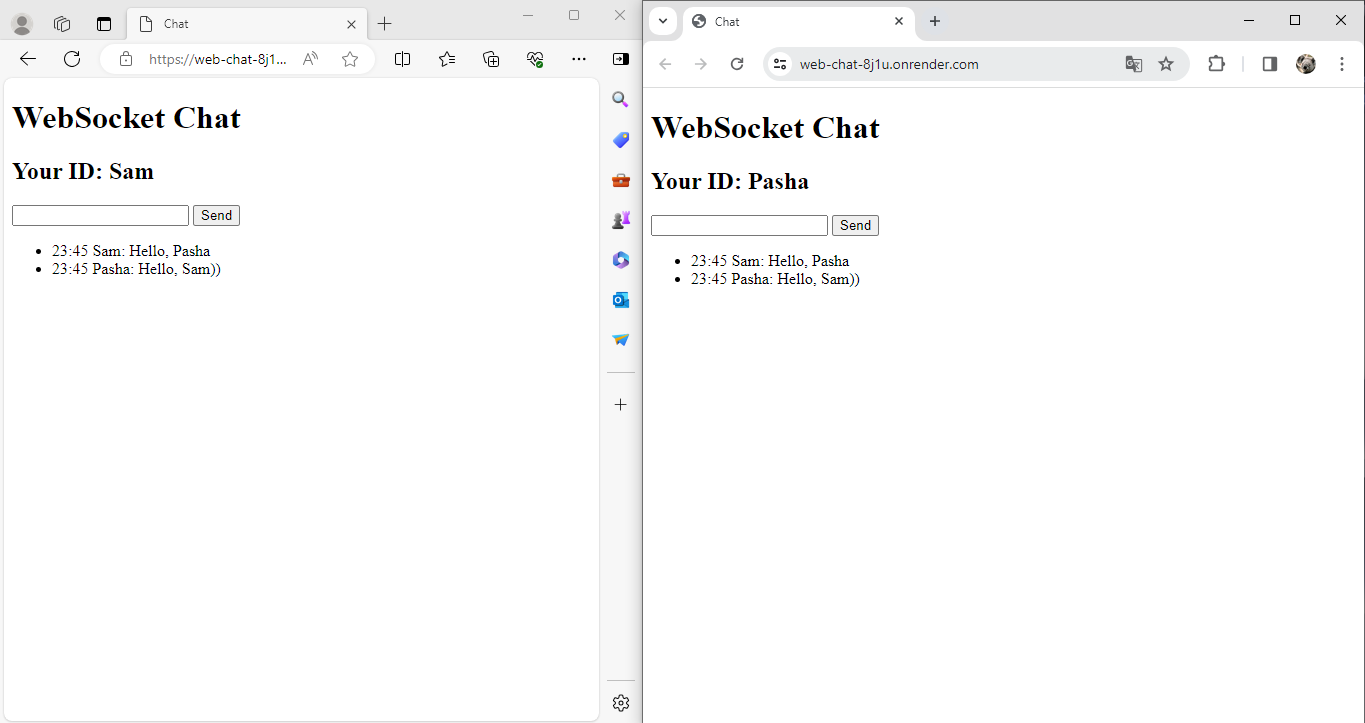 Chat
https://web-chat-8j1...
WebSocket Chat
Your ID: Sam
Send
23:45 Sam: Hello, Pasha
23:45 Pasha: Hello, Sam))
Chat
web-chat-8j1u.onrender.com
WebSocket Chat
Your ID: Pasha
Send
23:45 Sam: Hello, Pasha
23:45 Pasha: Hello, Sam))